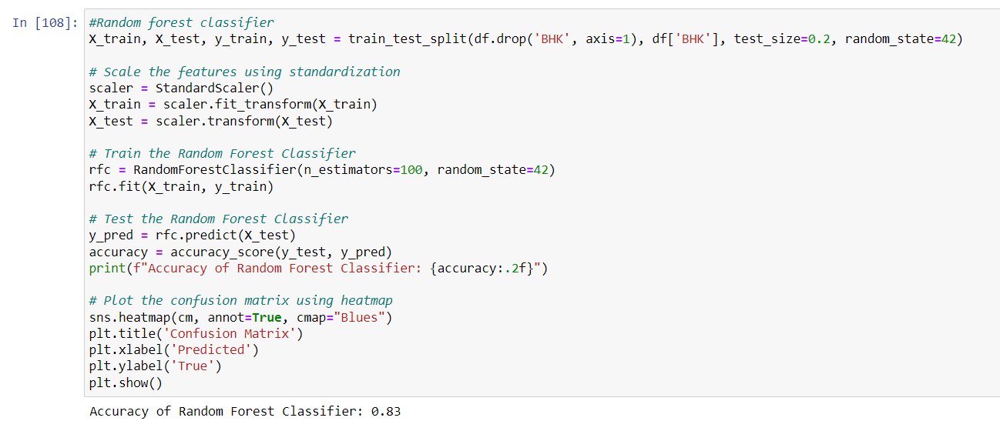 In [108]: #Random forest classifier
X_train, X_test, y_train, y_test = train_test_split(df.drop('BHK', axis=1), df['BHK'], test_size=0.2, random_state=42)
# Scale the features using standardization
scaler = StandardScaler()
X_train = scaler.fit_transform(X_train)
X_test = scaler.transform(X_test)
# Train the Random Forest Classifier
rfc = RandomForestClassifier(n_estimators=100, random_state=42)
rfc.fit(X_train, y_train)
# Test the Random Forest Classifier
y_pred = rfc.predict(X_test)
accuracy = accuracy_score(y_test, y_pred)
print(f"Accuracy of Random Forest Classifier: {accuracy:.2f}")
# Plot the confusion matrix using heatmap
sns.heatmap(cm, annot=True, cmap="Blues")
plt.title('Confusion Matrix')
plt.xlabel('Predicted')
plt.ylabel('True')
plt.show()
Accuracy of Random Forest Classifier: 0.83